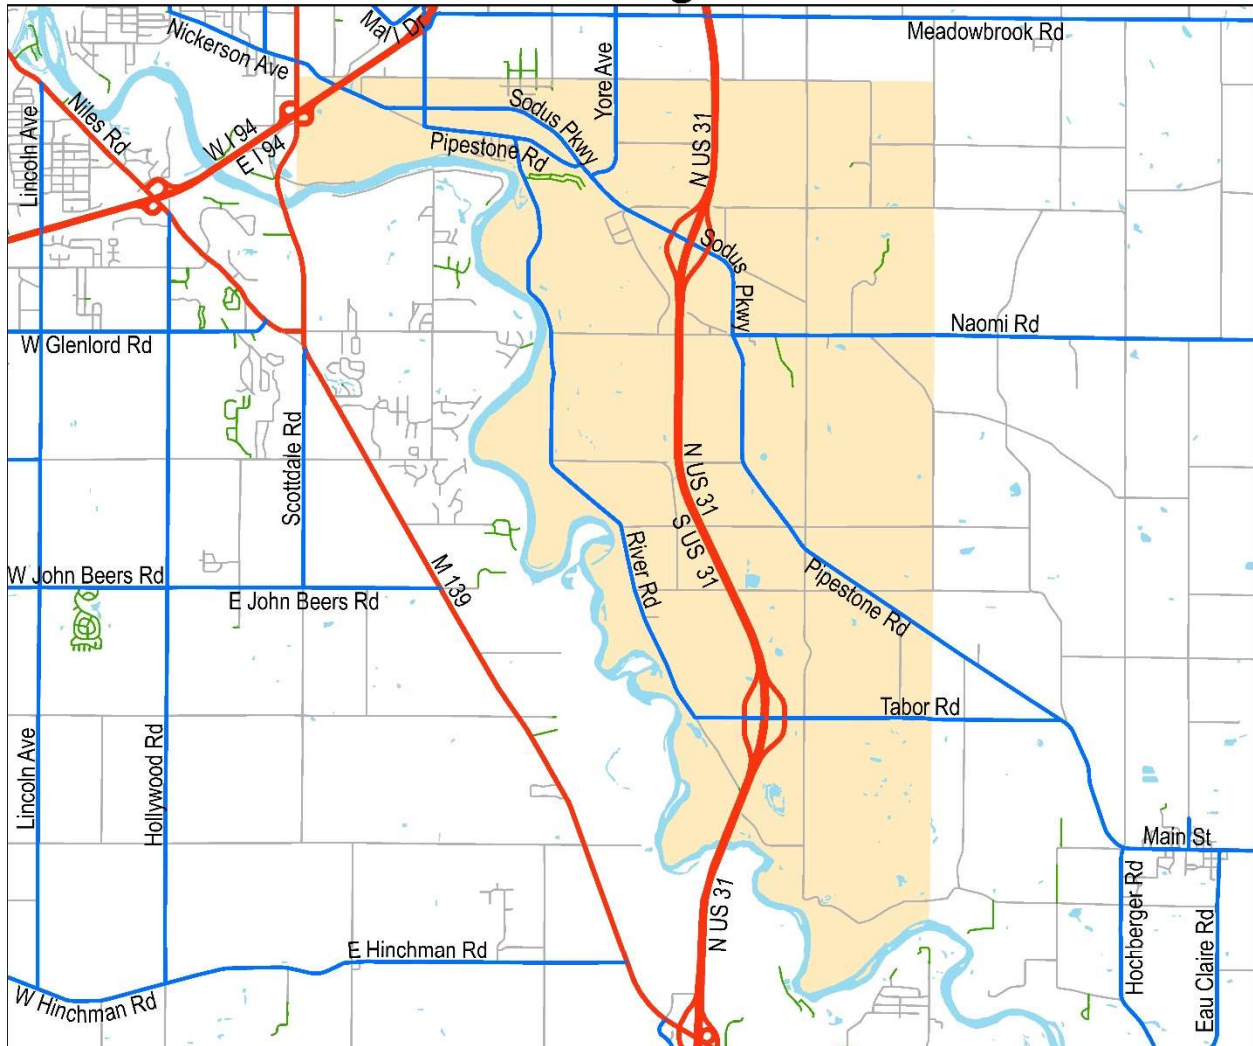 Meadowbrook Rd
Mall Dr
Nickerson Ave
Yore Ave
Sodus Pkwy
N US 31
Niles Rd
Lincoln Ave
W I 94
E I 94
Pipestone Rd
Sodus Pkwy
Naomi Rd
W Glenlord Rd
Scottdale Rd
N US 31
S US 31
River Rd
M 139
Pipestone Rd
W John Beers Rd
E John Beers Rd
Tabor Rd
Lincoln Ave
Hollywood Rd
Main St
Hochberger Rd
Eau Claire Rd
N US 31
E Hinchman Rd
W Hinchman Rd